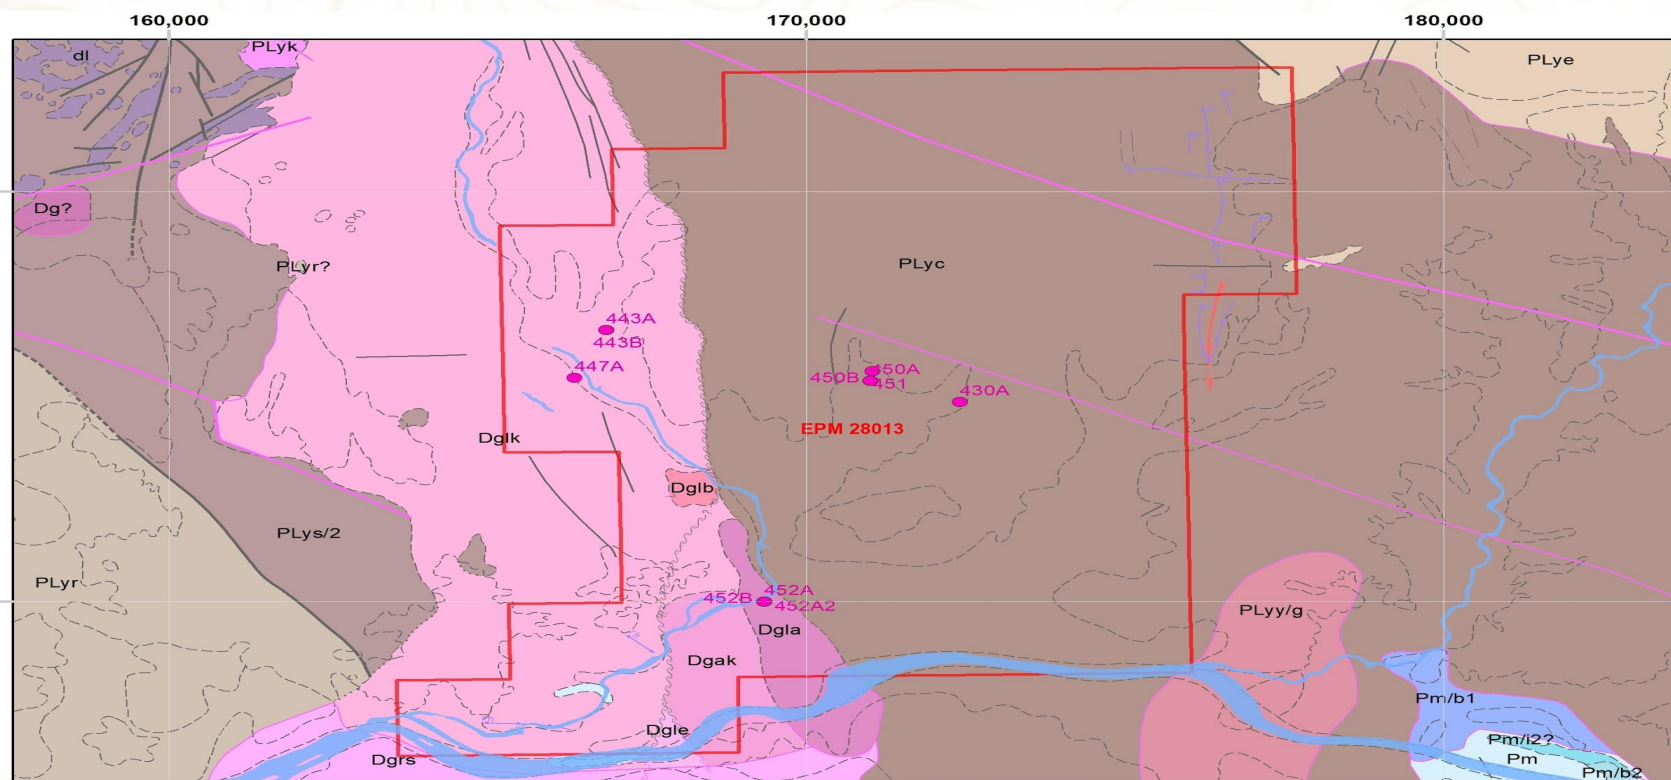 160,000
170,000
180,000
dl
PLyk
PLye
Dg?
PLyr?
PLyc
443A
443B
447A
450A
450B
451
430A
EPM 28013
Dglk
Dglb
PLys/2
PLyr
452A
452B
452A2
PLyy/g
Dgla
Dgak
Pm/b1
Dgle
Pm/i2?
Dgrs
Pm
Pm/b2